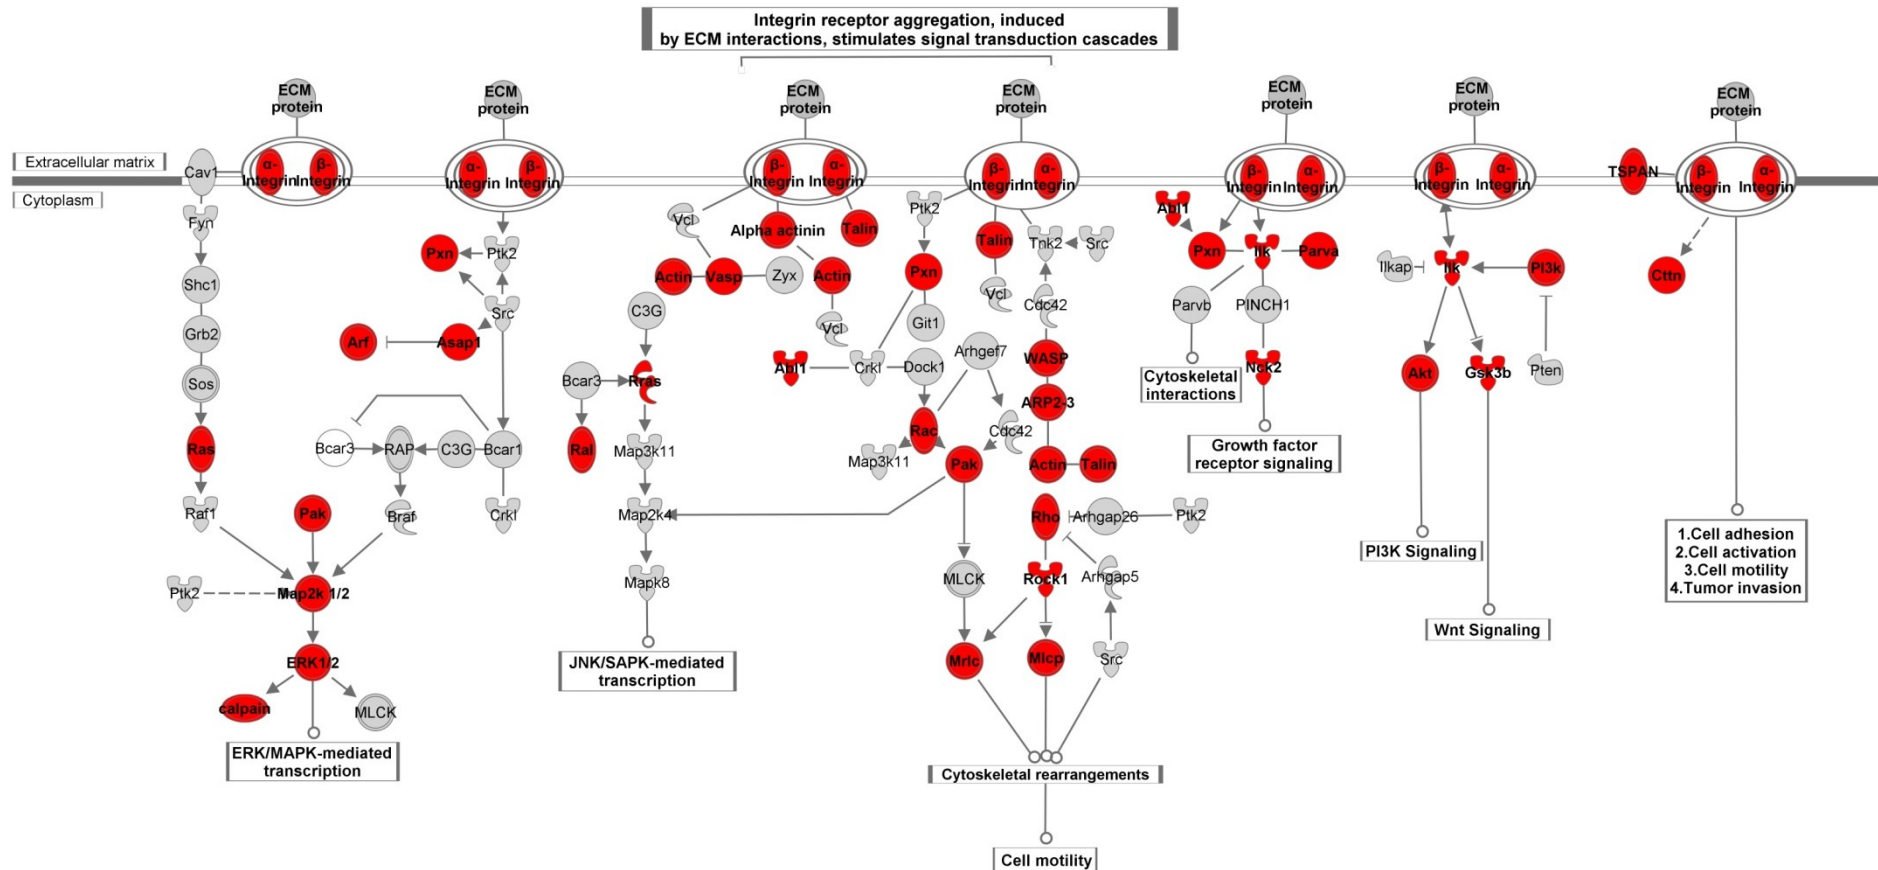 Integrin receptor aggregation, induced
by ECM interactions, stimulates signal transduction cascades
ECM
protein
ECM
protein
ECM
protein
ECM
protein
ECM
protein
ECM
protein
ECM
protein
Extracellular matrix
Cytoplasm
Cav1
α-
Integrin
β-
Integrin
α-
Integrin
β-
Integrin
β-
Integrin
α-
Integrin
β-
Integrin
α-
Integrin
β-
Integrin
α-
Integrin
β-
Integrin
α-
Integrin
TSPAN
β-
Integrin
α-
Integrin
Fyn
Shc1
Grb2
Sos
Ras
Raf1
Pak
Ptk2
Map2k 1/2
ERK1/2
calpain
MLCK
ERK/MAPK-mediated
transcription
Pxn
Ptk2
Src
Arf
Asap1
Bcar3
RAP
C3G
Bcar1
Braf
Crkl
Vcl
Alpha actinin
Talin
Actin
Vasp
Zyx
Actin
Vcl
C3G
Bcar3
Rras
Ral
Map3k11
Map2k4
Mapk8
JNK/SAPK-mediated
transcription
Ptk2
Pxn
Git1
Abl1
Crkl
Dock1
Arhgef7
Rac
Map3k11
Pak
Cdc42
Talin
Vcl
Tnk2
Src
Cdc42
WASP
ARP2-3
Actin
Talin
Rho
Arhgap26
Ptk2
MLCK
Rock1
Arhgap5
Mrlc
Mlcp
Src
Cytoskeletal rearrangements
Cell motility
Abl1
Pxn
Ilk
Parva
Parvb
PINCH1
Cytoskeletal
interactions
Nck2
Growth factor
receptor signaling
Ilkap
Ilk
PI3k
Akt
Gsk3b
Pten
PI3K Signaling
Wnt Signaling
Cttn
1.Cell adhesion
2.Cell activation
3.Cell motility
4.Tumor invasion